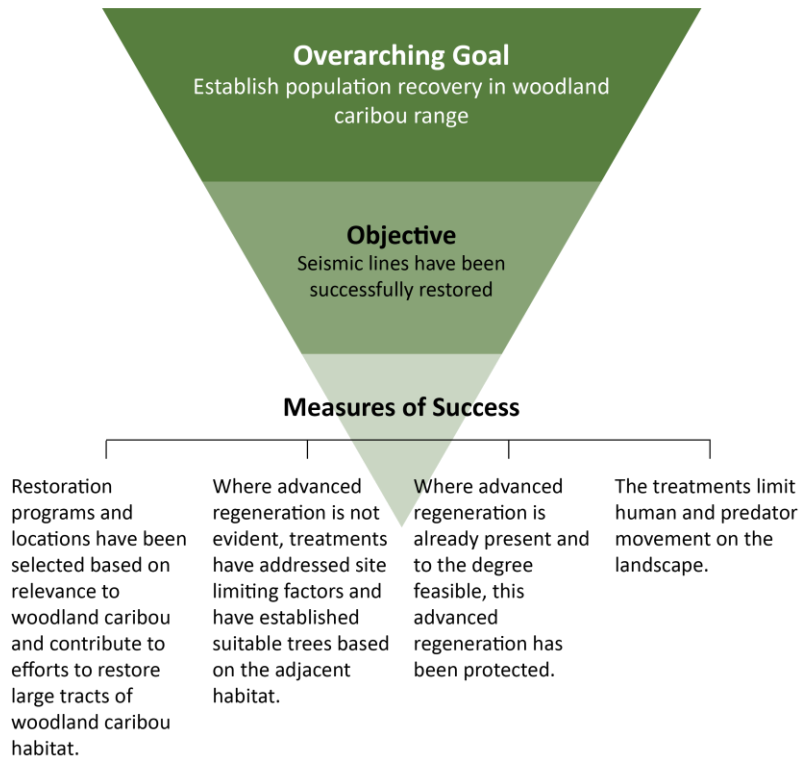 Overarching Goal
Establish population recovery in woodland
caribou range
Objective
Seismic lines have been
successfully restored
Measures of Success
Restoration
programs and
locations have been
selected based on
relevance to
woodland caribou
and contribute to
efforts to restore
large tracts of
woodland caribou
habitat.
Where advanced
regeneration is not
evident, treatments
have addressed site
limiting factors and
have established
suitable trees based
on the adjacent
habitat.
Where advanced
regeneration is
already present and
to the degree
feasible, this
advanced
regeneration has
been protected.
The treatments limit
human and predator
movement on the
landscape.